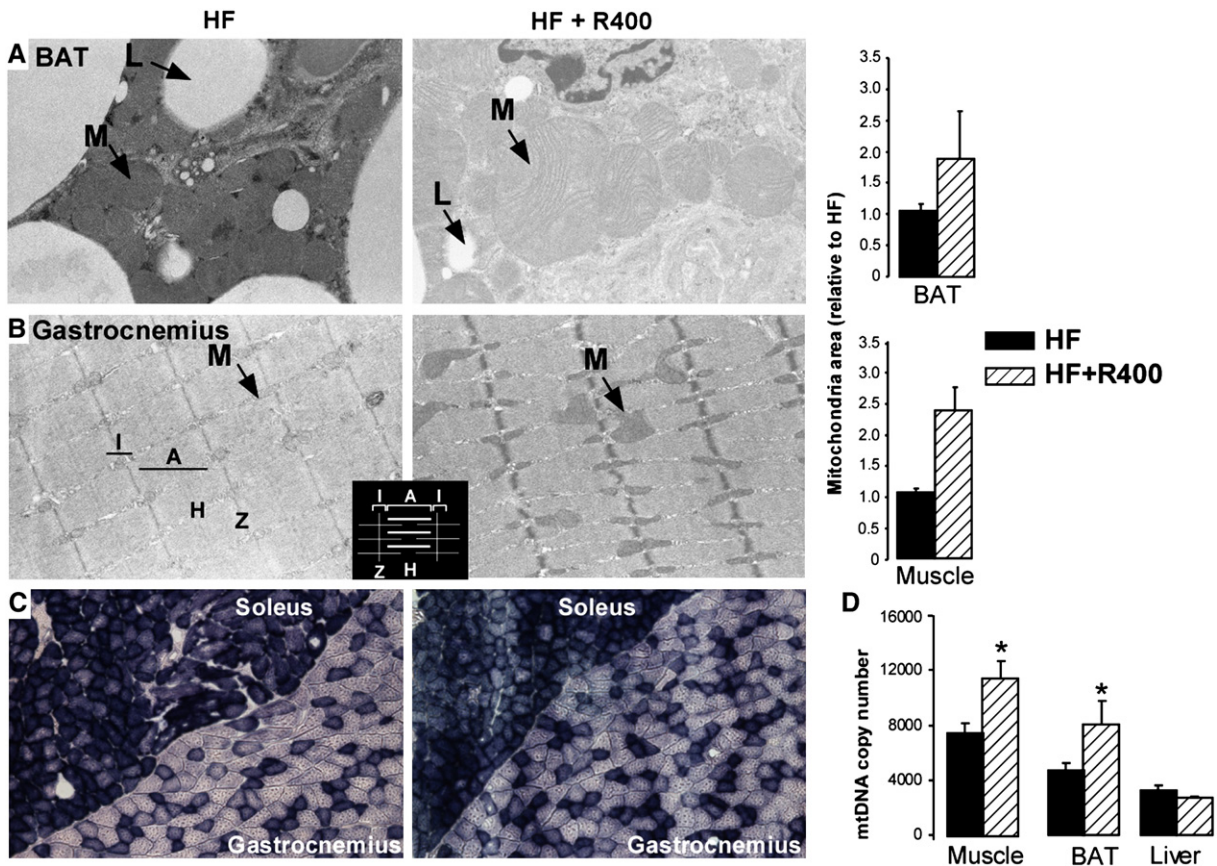 HF
HF + R400
A BAT
L
M
M
L
3.5
3.0
2.5
2.0
1.5
1.0
0.5
0
BAT
Mitochondria area (relative to HF)
B Gastrocnemius
M
I
A
H
Z
M
I A I
Z H
3.5
3.0
2.5
2.0
1.5
1.0
0.5
0
Muscle
HF
HF+R400
C
Soleus
Gastrocnemius
Soleus
Gastrocnemius
D
16000
12000
8000
4000
0
mtDNA copy number
*
*
Muscle
BAT
Liver